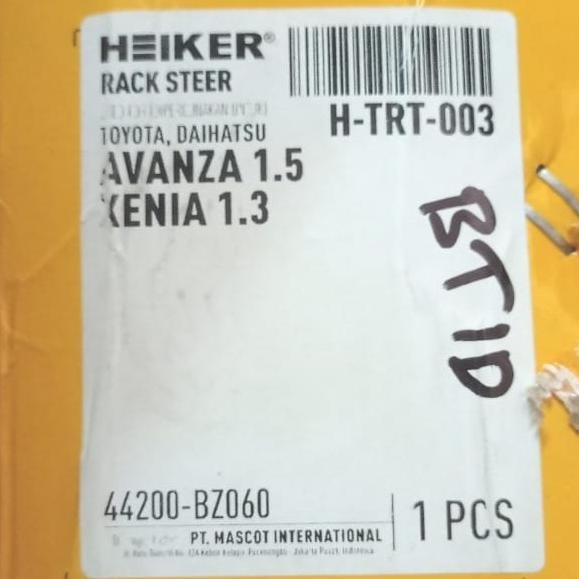 HEIKER®
RACK STEER
H-TRT-003
TOYOTA, DAIHATSU
AVANZA 1.5
XENIA 1.3
BTID
44200-BZ060
PT. MASCOT INTERNATIONAL
1 PCS